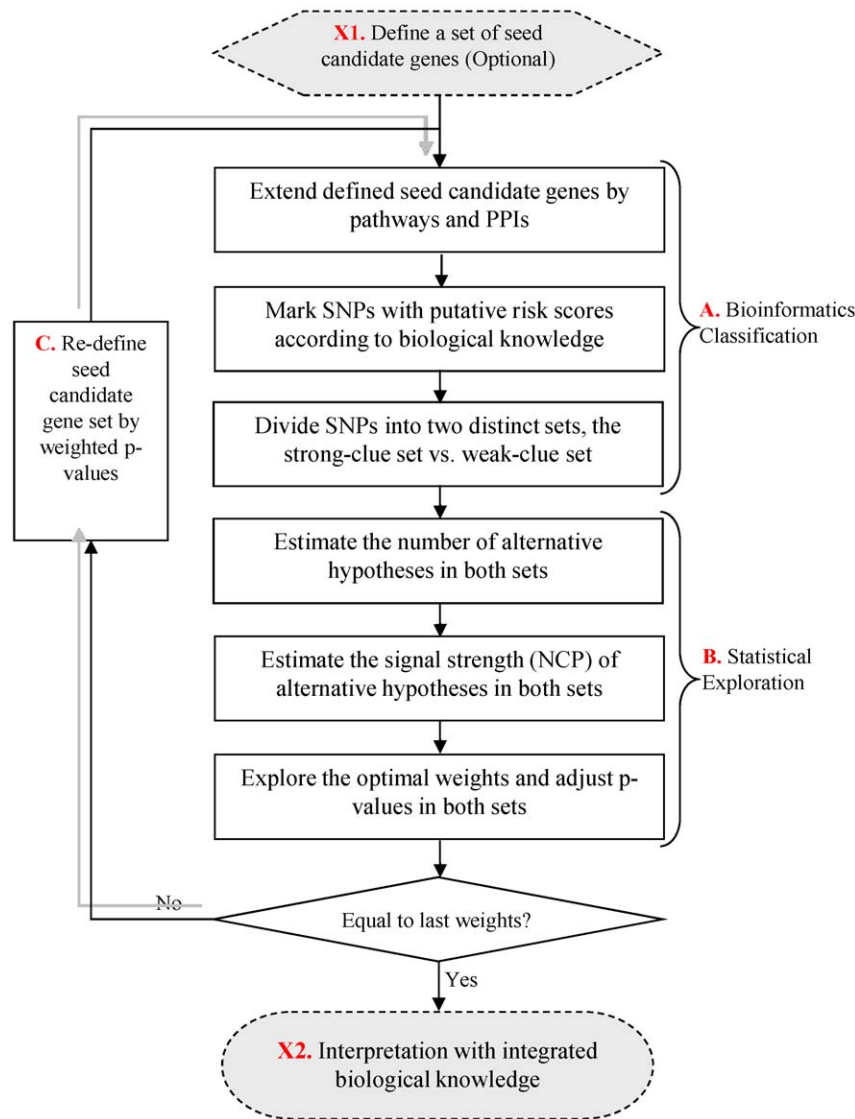 X1. Define a set of seed
candidate genes (Optional)
Extend defined seed candidate genes by
pathways and PPIs
Mark SNPs with putative risk scores
according to biological knowledge
A. Bioinformatics
Classification
C. Re-define
seed
candidate
gene set by
weighted p-
values
Divide SNPs into two distinct sets, the
strong-clue set vs. weak-clue set
Estimate the number of alternative
hypotheses in both sets
Estimate the signal strength (NCP) of
alternative hypotheses in both sets
B. Statistical
Exploration
Explore the optimal weights and adjust p-
values in both sets
No
Equal to last weights?
Yes
X2. Interpretation with integrated
biological knowledge